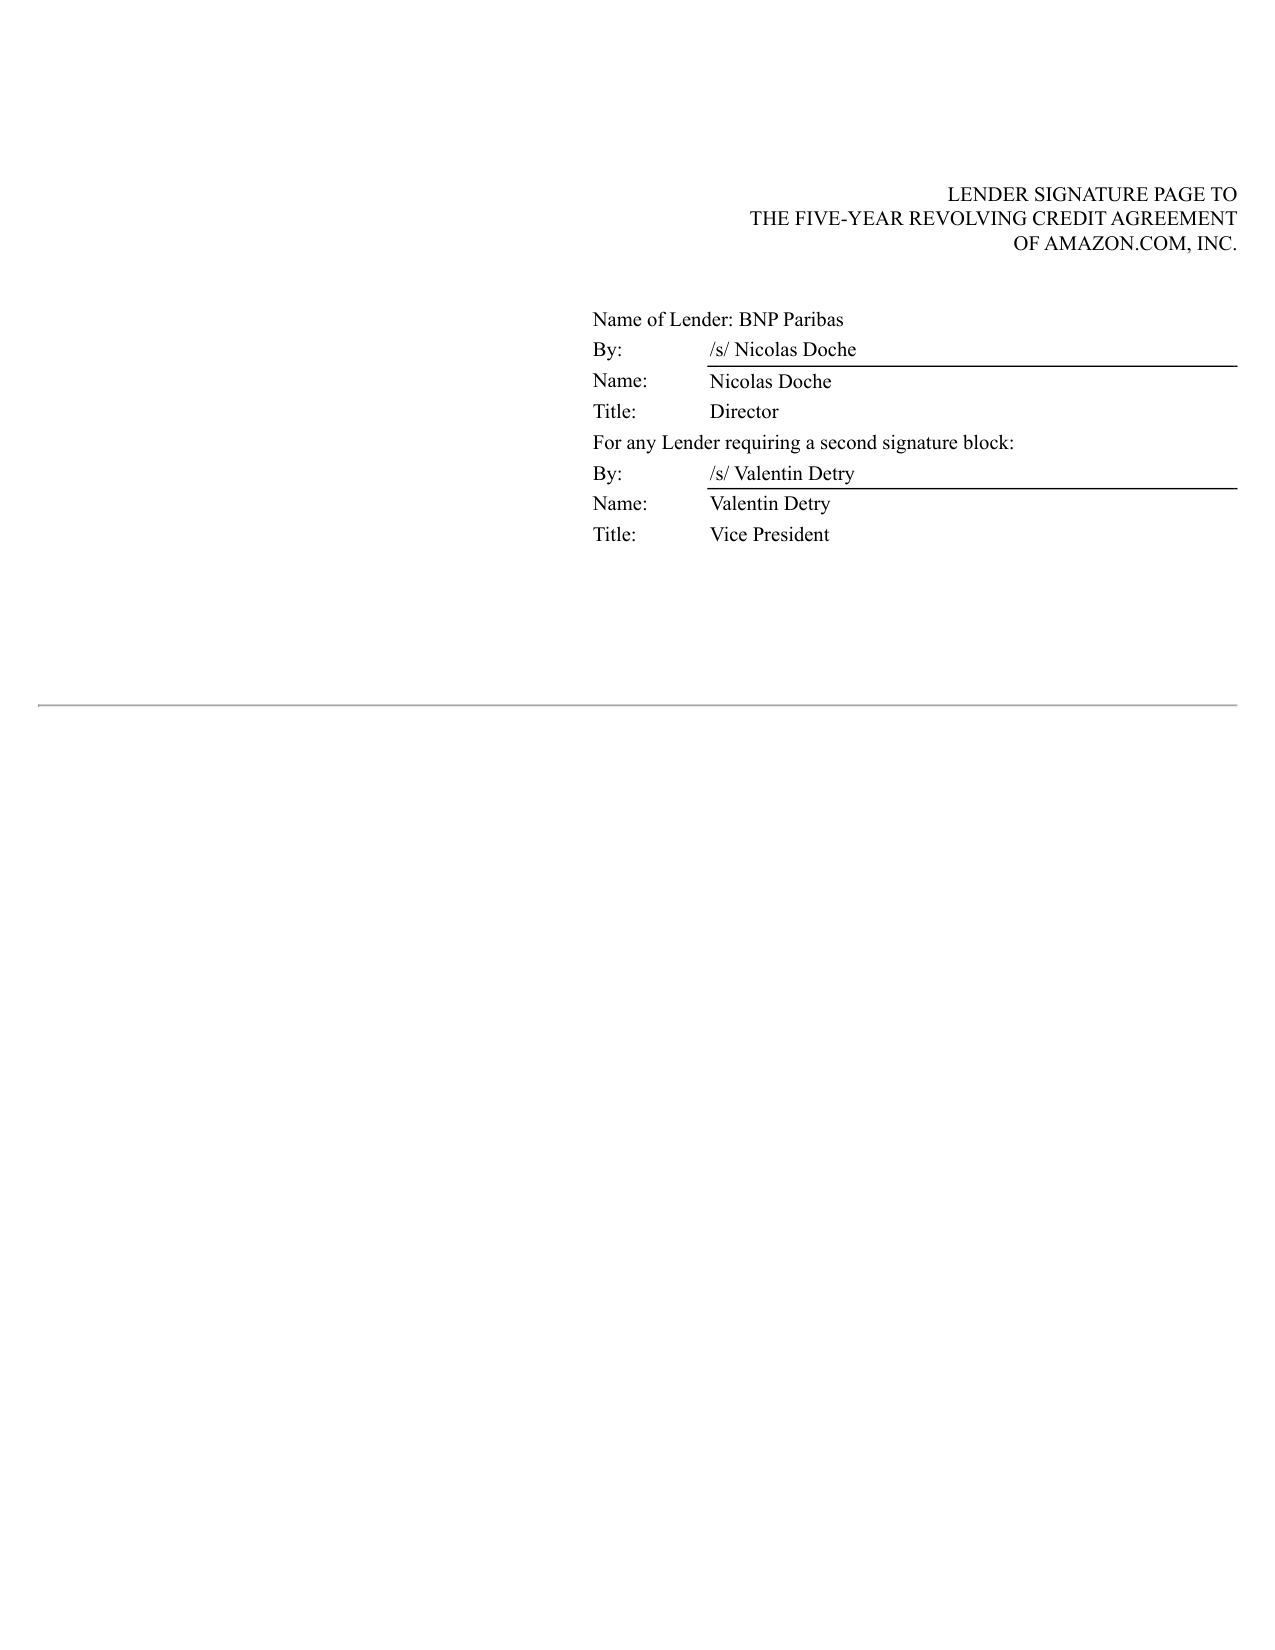 LENDER SIGNATURE PAGE TO
THE FIVE-YEAR REVOLVING CREDIT AGREEMENT
OF AMAZON.COM, INC.
Name of Lender: BNP Paribas
By: /s/ Nicolas Doche
Name: Nicolas Doche
Title: Director
For any Lender requiring a second signature block:
By: /s/ Valentin Detry
Name: Valentin Detry
Title: Vice President